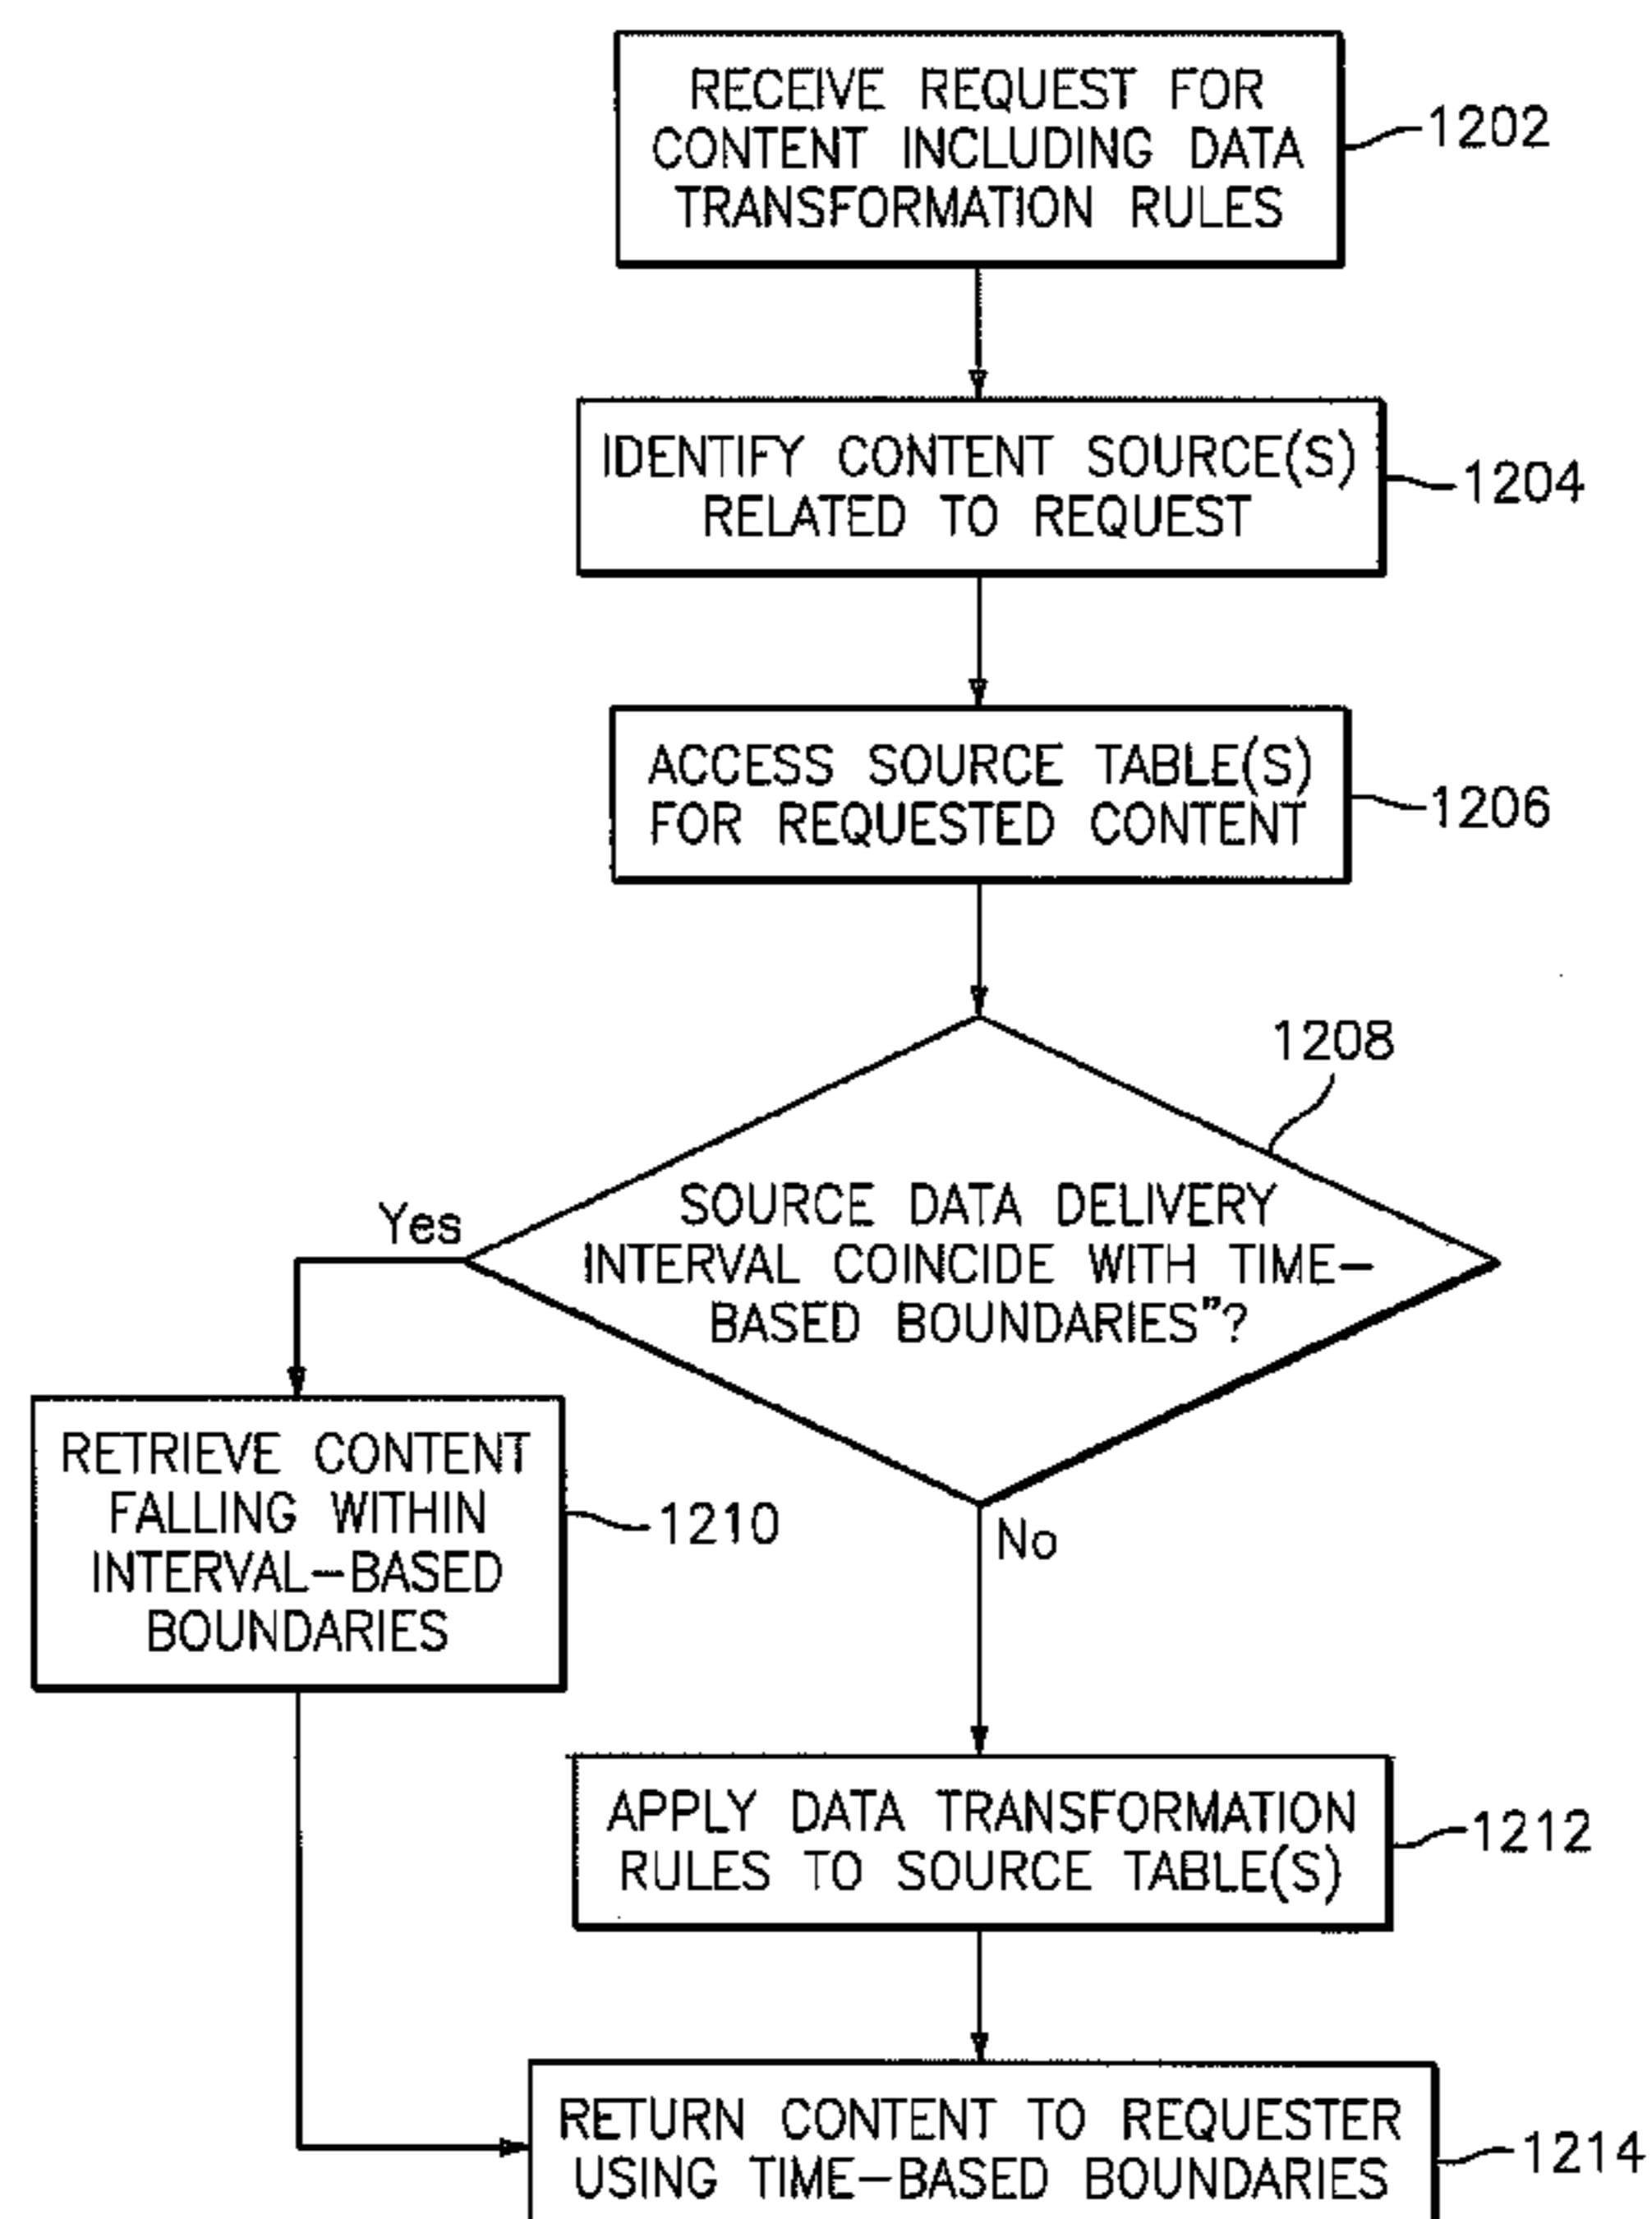 RECEIVE REQUEST FOR
CONTENT INCLUDING DATA
TRANSFORMATION RULES
1202
IDENTIFY CONTENT SOURCE(S)
RELATED TO REQUEST
1204
ACCESS SOURCE TABLE(S)
FOR REQUESTED CONTENT
1206
1208
SOURCE DATA DELIVERY
INTERVAL COINCIDE WITH TIME-
BASED BOUNDARIES"?
Yes
No
RETRIEVE CONTENT
FALLING WITHIN
INTERVAL-BASED
BOUNDARIES
1210
APPLY DATA TRANSFORMATION
RULES TO SOURCE TABLE(S)
1212
RETURN CONTENT TO REQUESTER
USING TIME-BASED BOUNDARIES
1214